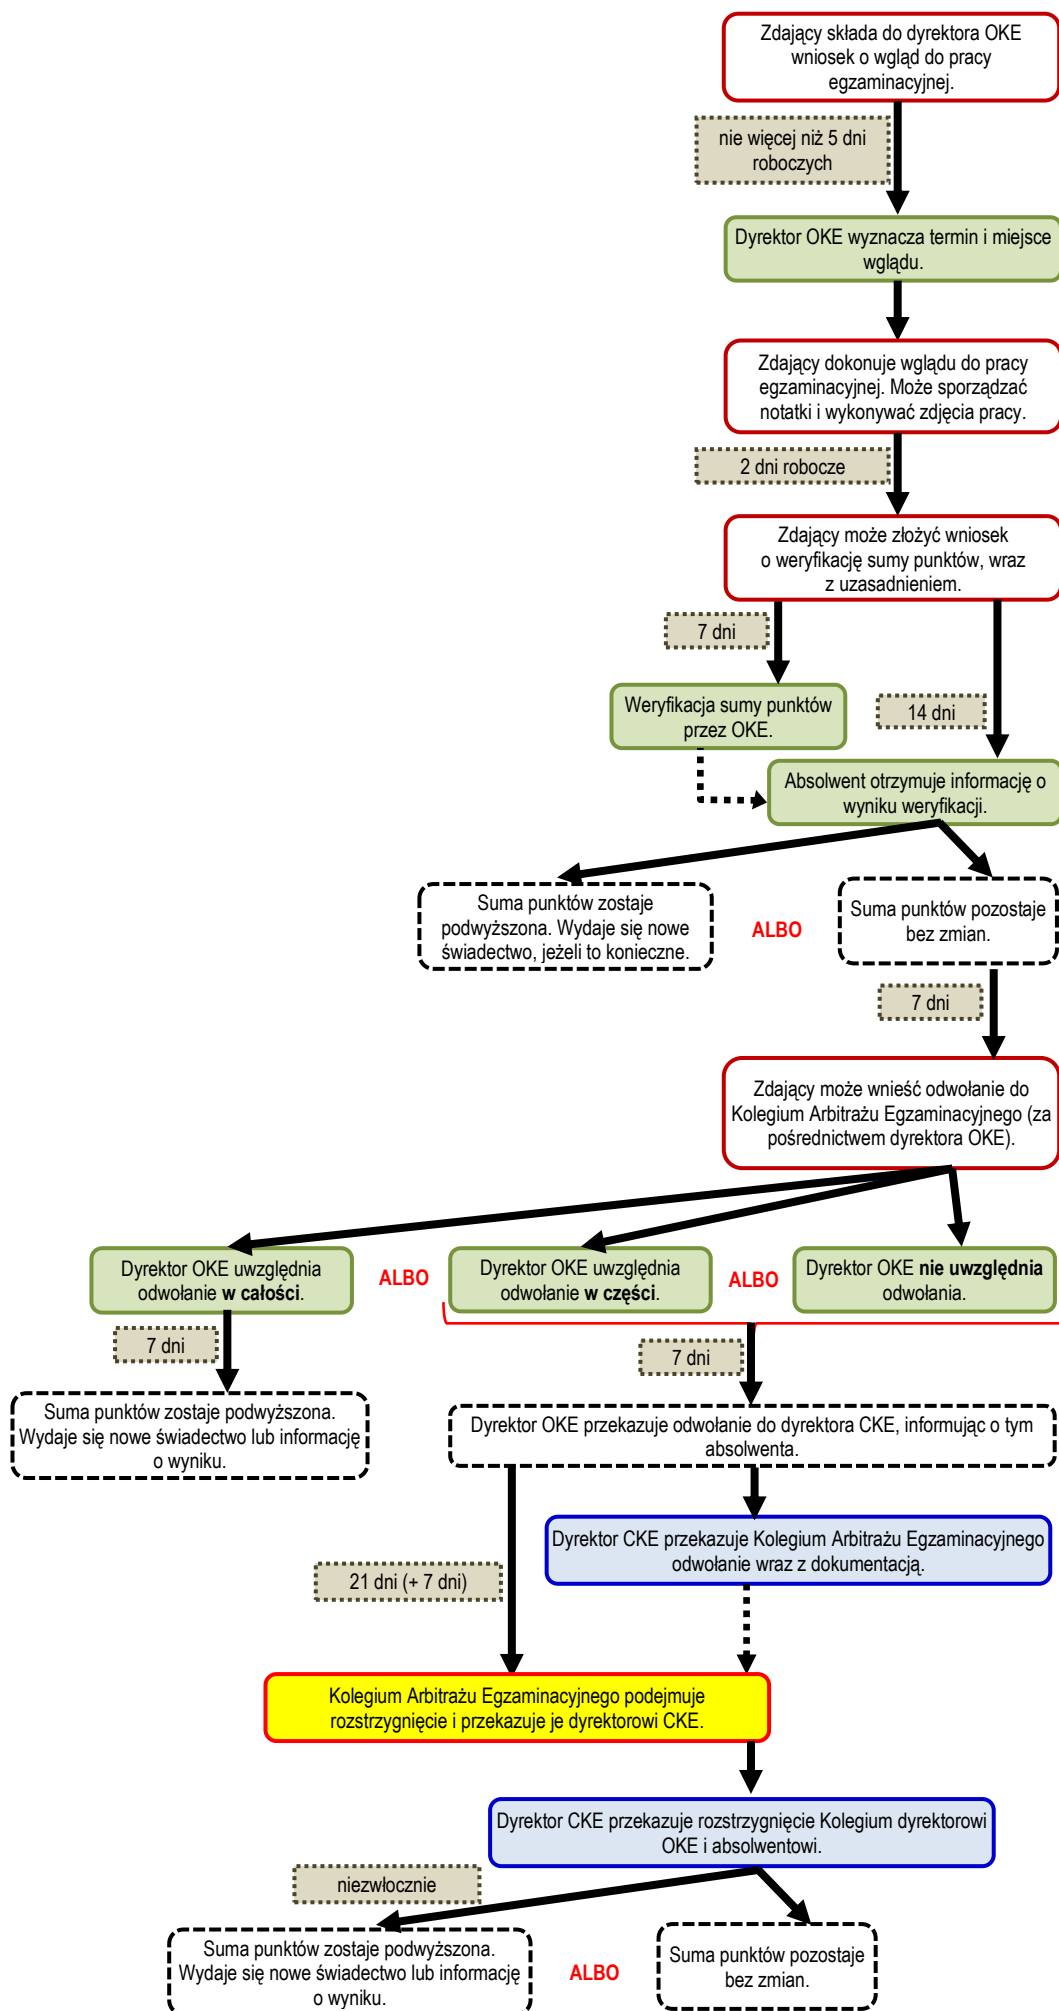 Zdający składa do dyrektora OKE
wniosek o wgląd do pracy
egzaminacyjnej.
nie więcej niż 5 dni
roboczych
Dyrektor OKE wyznacza termin i miejsce
wglądu.
Zdający dokonuje wglądu do pracy
egzaminacyjnej. Może sporządzać
notatki i wykonywać zdjęcia pracy.
2 dni robocze
Zdający może złożyć wniosek
o weryfikację sumy punktów, wraz
z uzasadnieniem.
7 dni
Weryfikacja sumy punktów
przez OKE.
14 dni
Absolwent otrzymuje informację o
wyniku weryfikacji.
Suma punktów zostaje
podwyższona. Wydaje się nowe
świadectwo, jeżeli to konieczne.
ALBO
Suma punktów pozostaje
bez zmian.
7 dni
Zdający może wnieść odwołanie do
Kolegium Arbitrażu Egzaminacyjnego (za
pośrednictwem dyrektora OKE).
Dyrektor OKE uwzględnia
odwołanie w całości.
ALBO
Dyrektor OKE uwzględnia
odwołanie w części.
ALBO
Dyrektor OKE nie uwzględnia
odwołania.
7 dni
7 dni
Suma punktów zostaje podwyższona.
Wydaje się nowe świadectwo lub informację
o wyniku.
Dyrektor OKE przekazuje odwołanie do dyrektora CKE, informując o tym
absolwenta.
Dyrektor CKE przekazuje Kolegium Arbitrażu Egzaminacyjnego
odwołanie wraz z dokumentacją.
21 dni (+ 7 dni)
Kolegium Arbitrażu Egzaminacyjnego podejmuje
rozstrzygnięcie i przekazuje je dyrektorowi CKE.
Dyrektor CKE przekazuje rozstrzygnięcie Kolegium dyrektorowi
OKE i absolwentowi.
niezwłocznie
Suma punktów zostaje podwyższona.
Wydaje się nowe świadectwo lub informację
o wyniku.
ALBO
Suma punktów pozostaje
bez zmian.